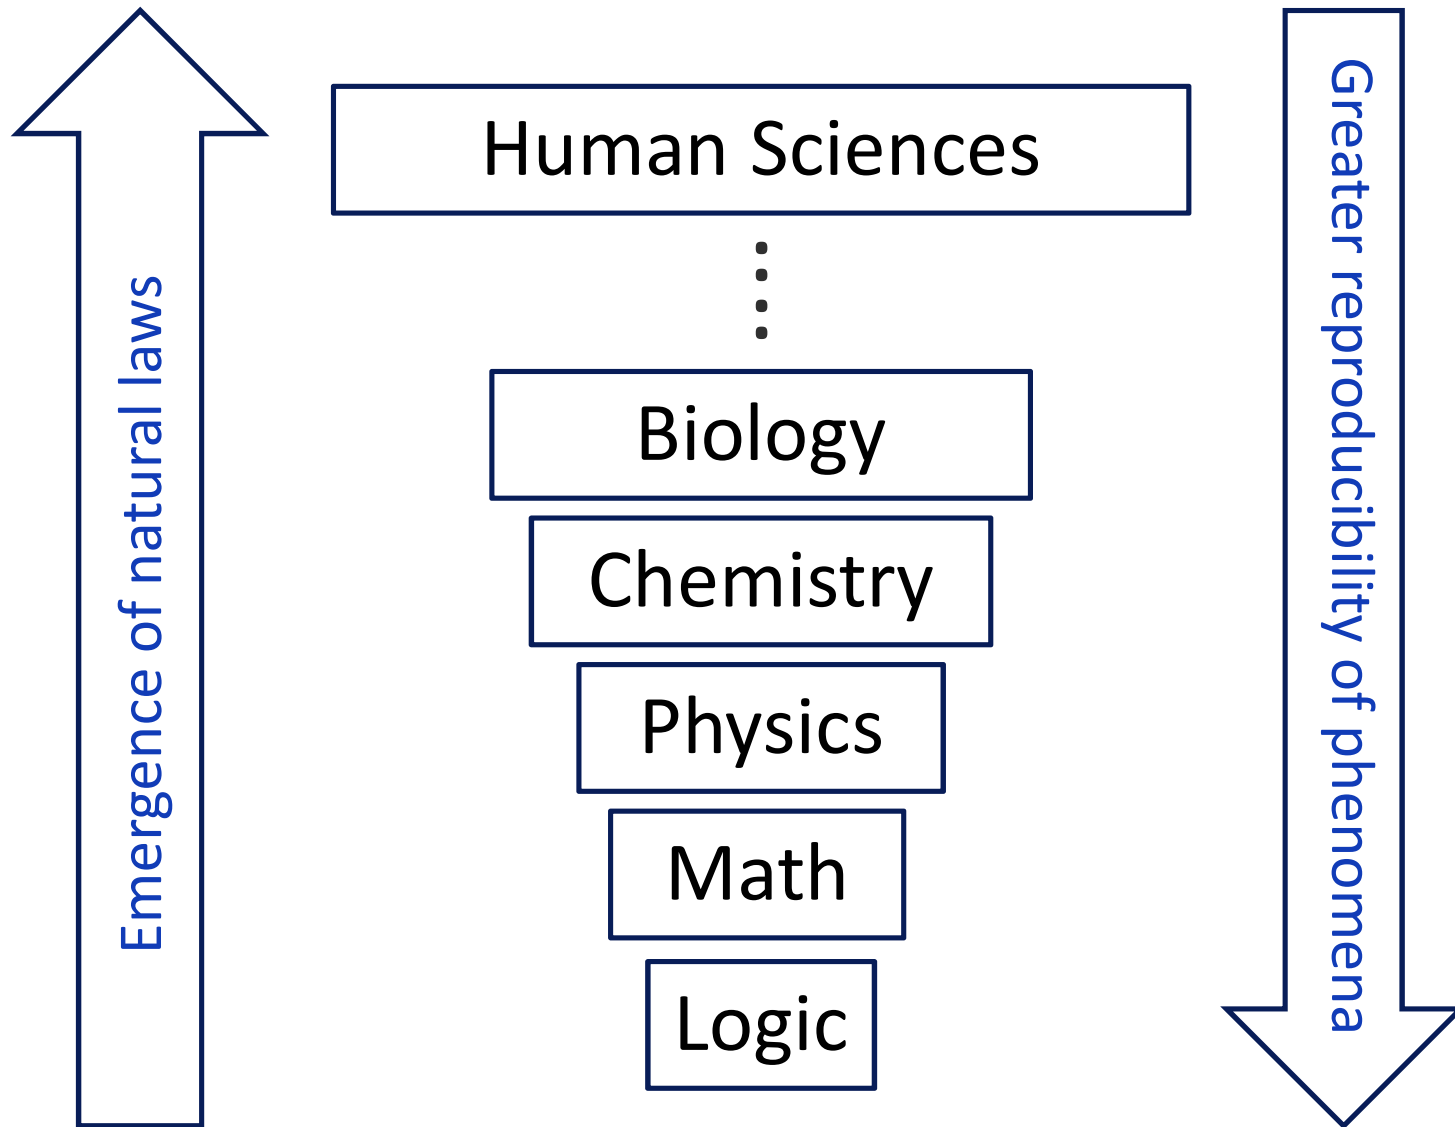 Emergence of natural laws
Human Sciences
Biology
Chemistry
Physics
Math
Logic
Greater reproducibility of phenomena